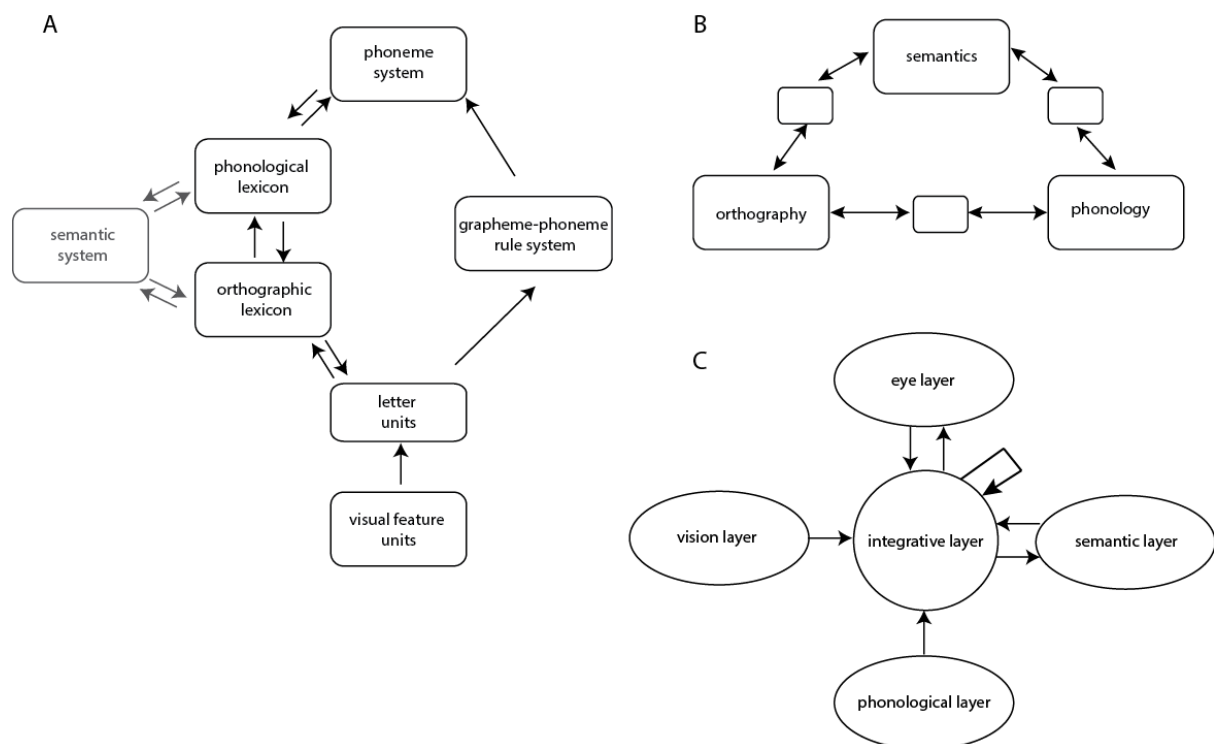 A
phoneme
system
phonological
lexicon
semantic
system
grapheme-phoneme
rule system
orthographic
lexicon
letter
units
visual feature
units
B
semantics
orthography
phonology
C
eye layer
vision layer
integrative layer
semantic layer
phonological layer